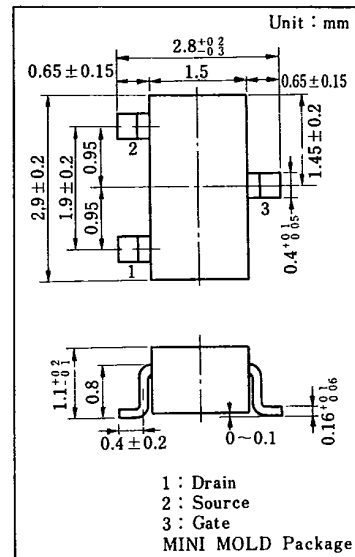 Unit : mm
2.8 +0.2 −0.3
0.65±0.15
1.5
0.65±0.15
2.9±0.2
1.9±0.2
0.95
0.95
2
1
3
1.45±0.2
0.4 +0.1 −0.05
1.1 +0.2 −0.1
0.8
0.4±0.2
0~0.1
0.16 +0.1 −0.06
1 : Drain
2 : Source
3 : Gate
MINI MOLD Package